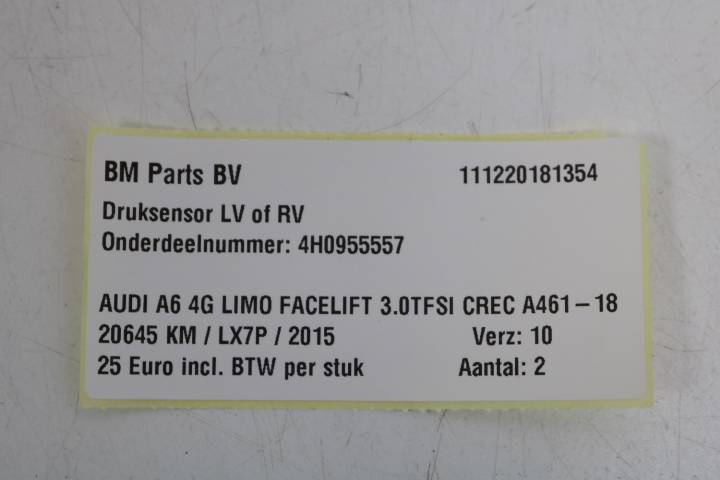 BM Parts BV 111220181354
Druksensor LV of RV
Onderdeelnummer: 4H0955557
AUDI A6 4G LIMO FACELIFT 3.0TFSI CREC A461-18
20645 KM / LX7P / 2015 Verz: 10
25 Euro incl. BTW per stuk Aantal: 2